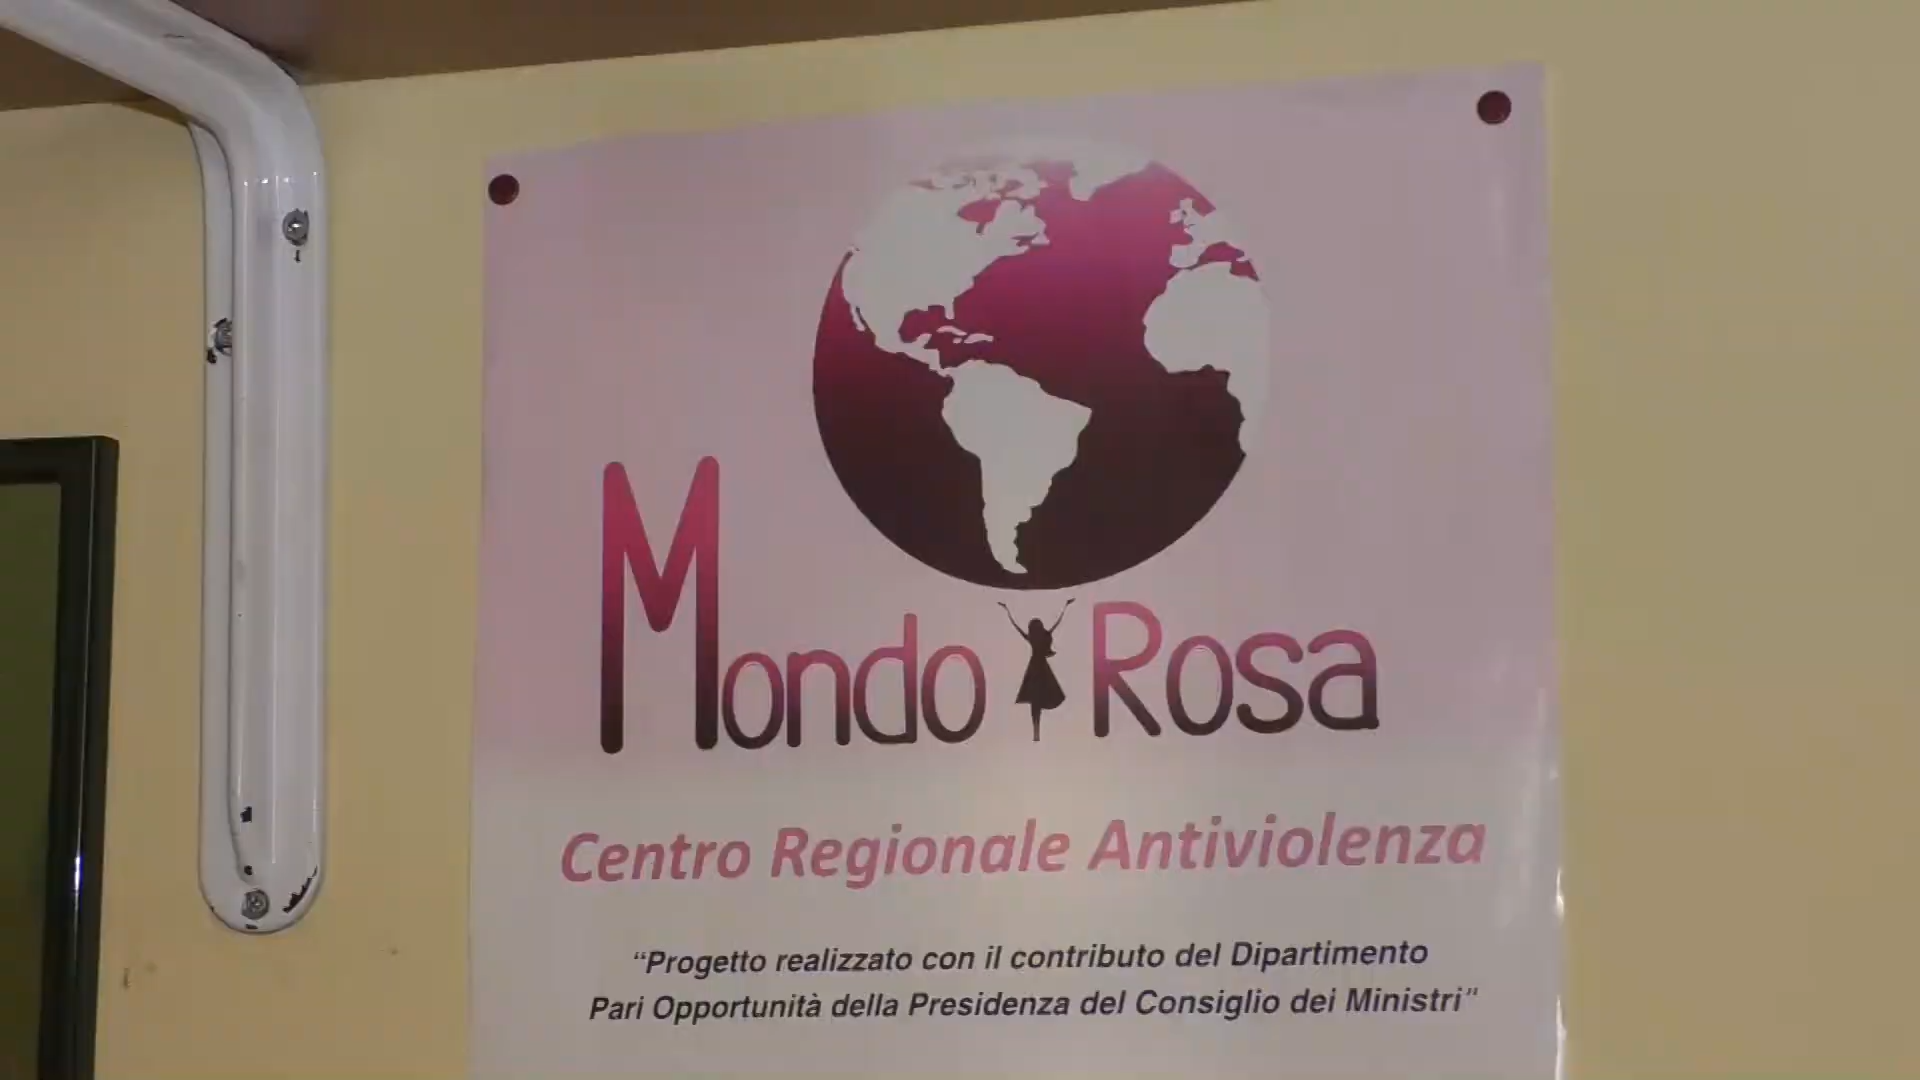 Mondo Rosa
Centro Regionale Antiviolenza
"Progetto realizzato con il contributo del Dipartimento
Pari Opportunità della Presidenza del Consiglio dei Ministri"